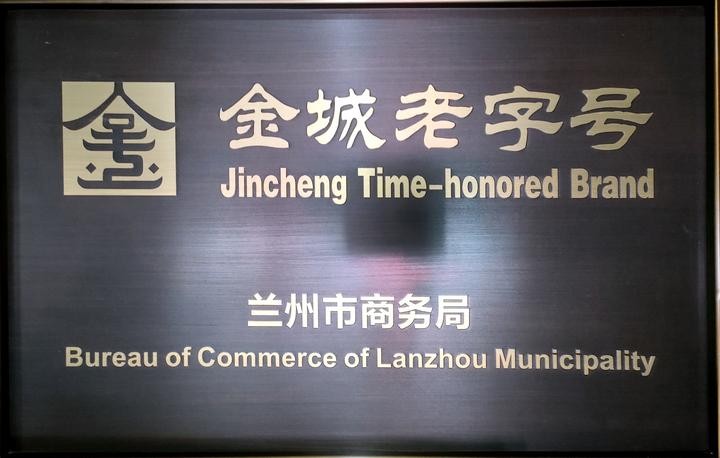 金城老字号
Jincheng Time-honored Brand
兰州市商务局
Bureau of Commerce of Lanzhou Municipality